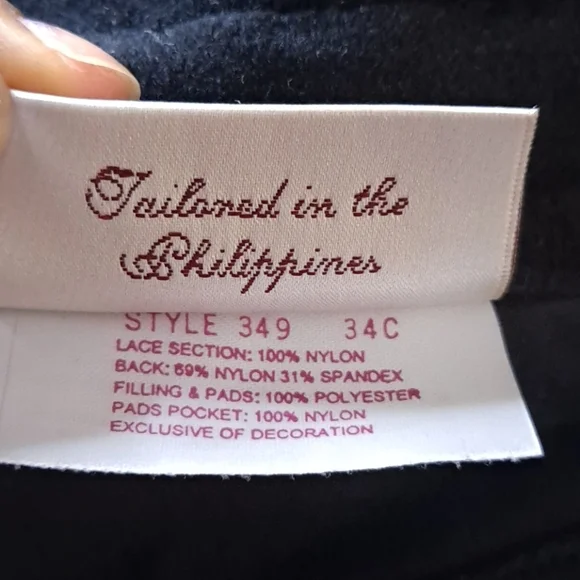 Tailored in the
Philippines
STYLE 349 34C
LACE SECTION: 100% NYLON
BACK: 69% NYLON 31% SPANDEX
FILLING & PADS: 100% POLYESTER
PADS POCKET: 100% NYLON
EXCLUSIVE OF DECORATION